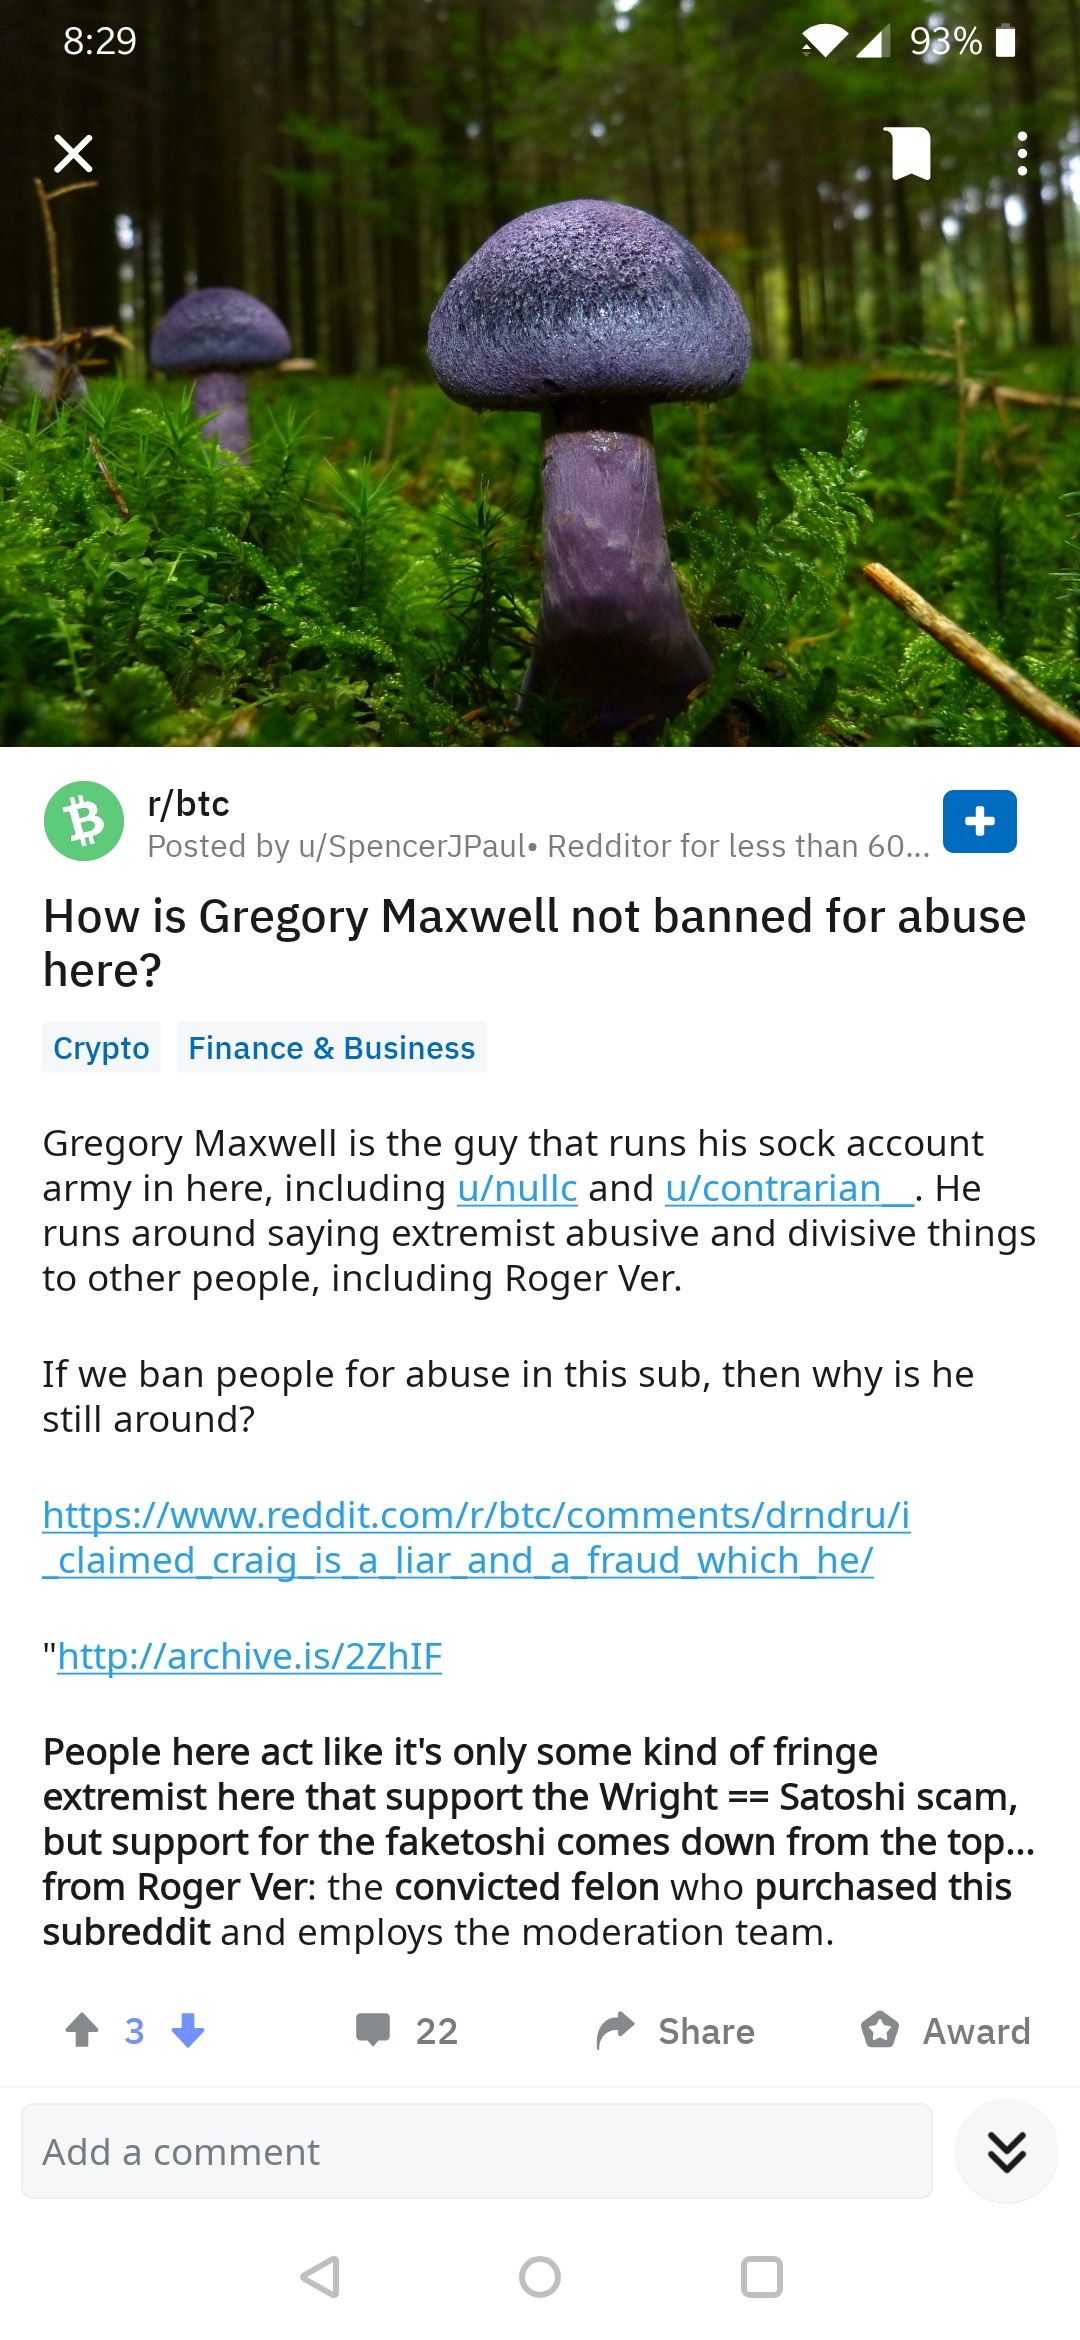 8:29 93%
r/btc
Posted by u/SpencerJPaul• Redditor for less than 60...
How is Gregory Maxwell not banned for abuse
here?
Crypto Finance & Business
Gregory Maxwell is the guy that runs his sock account
army in here, including u/nullc and u/contrarian__. He
runs around saying extremist abusive and divisive things
to other people, including Roger Ver.
If we ban people for abuse in this sub, then why is he
still around?
https://www.reddit.com/r/btc/comments/drndru/i
_claimed_craig_is_a_liar_and_a_fraud_which_he/
"http://archive.is/2ZhIF
People here act like it's only some kind of fringe
extremist here that support the Wright == Satoshi scam,
but support for the faketoshi comes down from the top...
from Roger Ver: the convicted felon who purchased this
subreddit and employs the moderation team.
3 22 Share Award
Add a comment